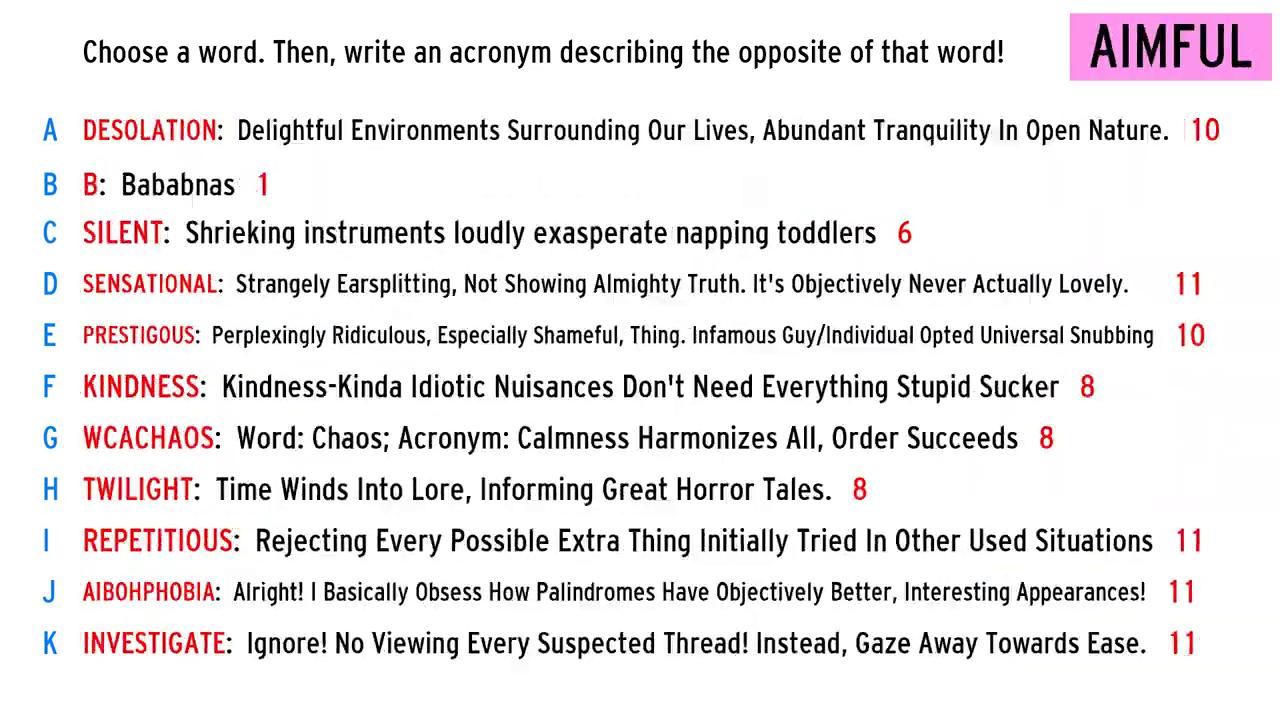 Choose a word. Then, write an acronym describing the opposite of that word! AIMFUL
A DESOLATION: Delightful Environments Surrounding Our Lives, Abundant Tranquility In Open Nature. 10
B B: Bababnas 1
C SILENT: Shrieking instruments loudly exasperate napping toddlers 6
D SENSATIONAL: Strangely Earsplitting, Not Showing Almighty Truth. It's Objectively Never Actually Lovely. 11
E PRESTIGOUS: Perplexingly Ridiculous, Especially Shameful, Thing. Infamous Guy/Individual Opted Universal Snubbing 10
F KINDNESS: Kindness-Kinda Idiotic Nuisances Don't Need Everything Stupid Sucker 8
G WCACHAOS: Word: Chaos; Acronym: Calmness Harmonizes All, Order Succeeds 8
H TWILIGHT: Time Winds Into Lore, Informing Great Horror Tales. 8
I REPETITIOUS: Rejecting Every Possible Extra Thing Initially Tried In Other Used Situations 11
J AIBOHPHOBIA: Alright! I Basically Obsess How Palindromes Have Objectively Better, Interesting Appearances! 11
K INVESTIGATE: Ignore! No Viewing Every Suspected Thread! Instead, Gaze Away Towards Ease. 11